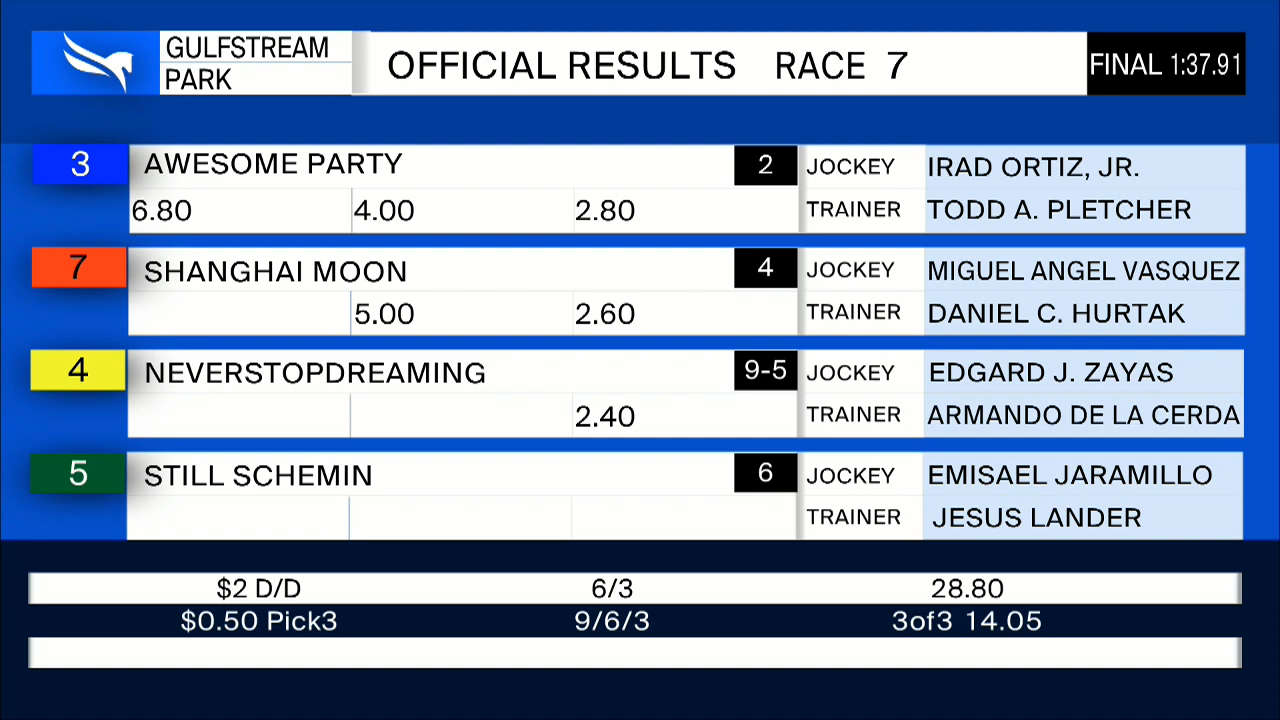 GULFSTREAM PARK
OFFICIAL RESULTS RACE 7
FINAL 1:37.91
3 AWESOME PARTY 2 JOCKEY IRAD ORTIZ, JR.
6.80 4.00 2.80 TRAINER TODD A. PLETCHER
7 SHANGHAI MOON 4 JOCKEY MIGUEL ANGEL VASQUEZ
5.00 2.60 TRAINER DANIEL C. HURTAK
4 NEVERSTOPDREAMING 9-5 JOCKEY EDGARD J. ZAYAS
2.40 TRAINER ARMANDO DE LA CERDA
5 STILL SCHEMIN 6 JOCKEY EMISAEL JARAMILLO
TRAINER JESUS LANDER
$2 D/D 6/3 28.80
$0.50 Pick3 9/6/3 3of3 14.05